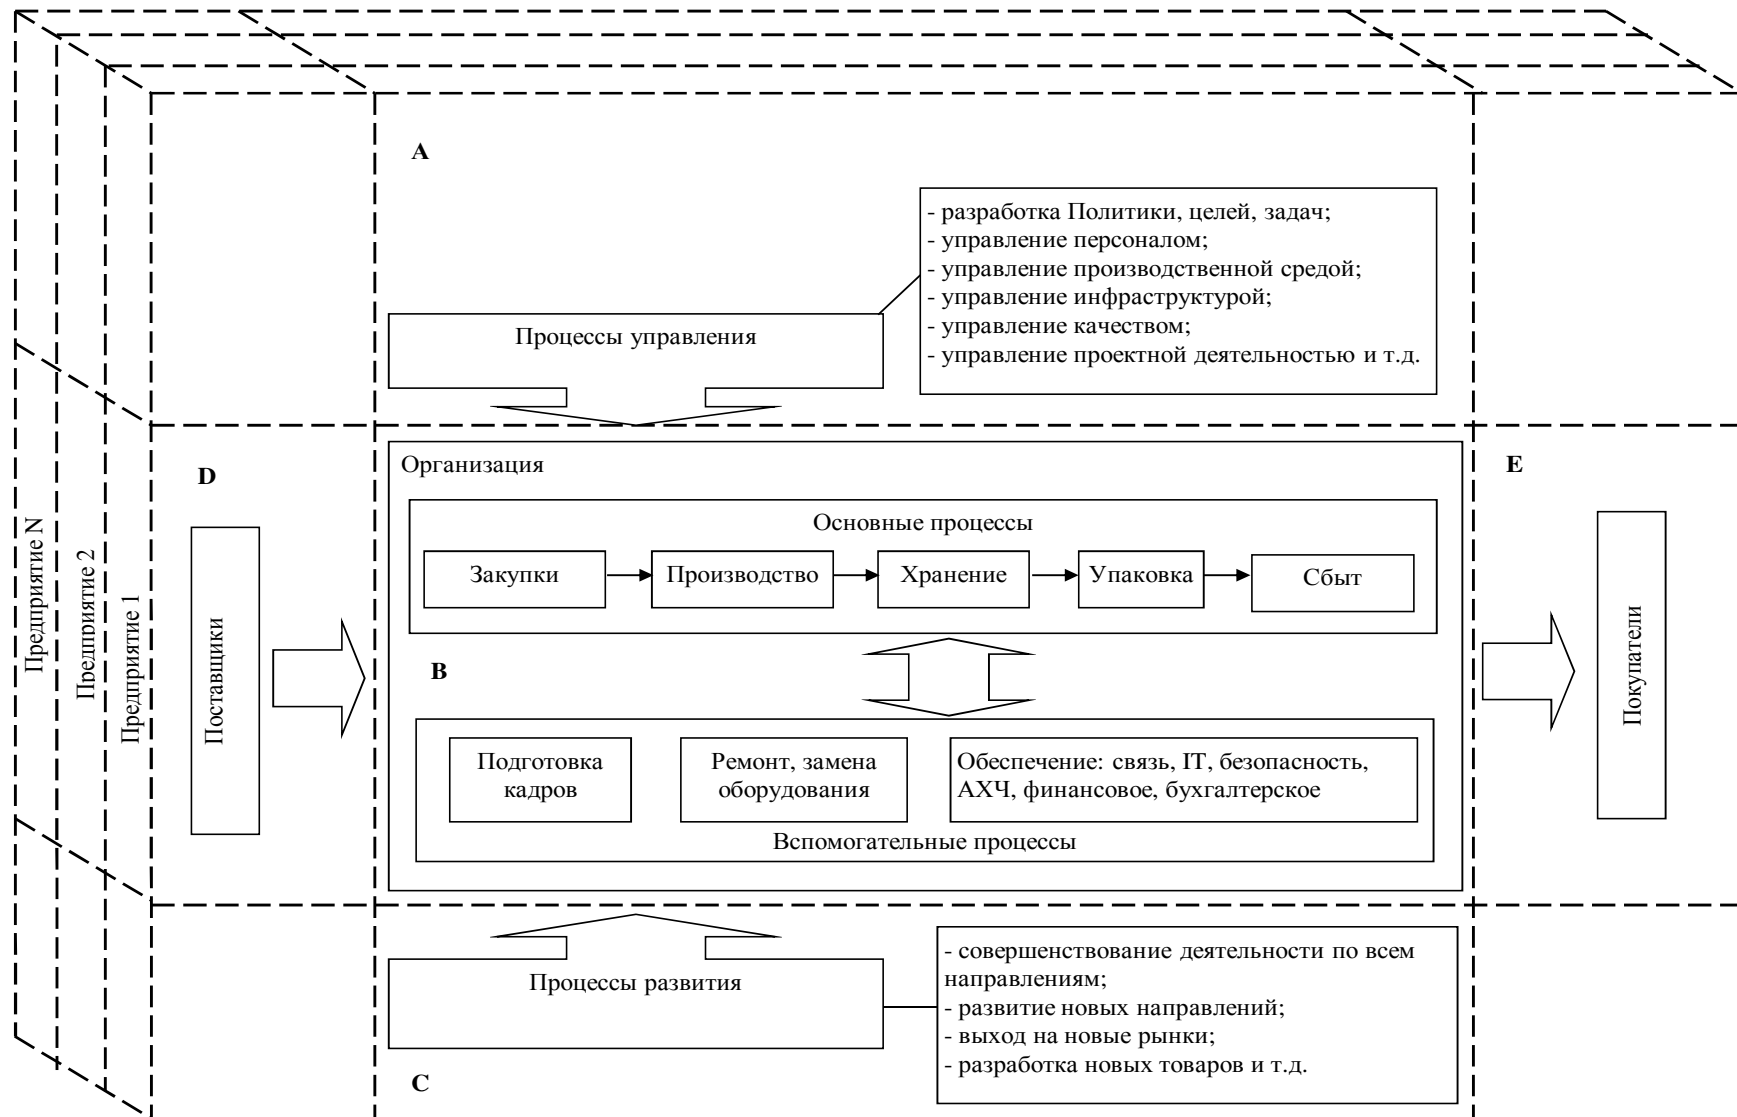 A
- разработка Политики, целей, задач;
- управление персоналом;
- управление производственной средой;
- управление инфраструктурой;
- управление качеством;
- управление проектной деятельностью и т.д.
Процессы управления
D
Организация
E
Основные процессы
Закупки
Производство
Хранение
Упаковка
Сбыт
Предприятие N
Предприятие 2
Предприятие 1
Поставщики
B
Покупатели
Подготовка
кадров
Ремонт, замена
оборудования
Обеспечение: связь, IT, безопасность,
АХЧ, финансовое, бухгалтерское
Вспомогательные процессы
Процессы развития
- совершенствование деятельности по всем
направлениям;
- развитие новых направлений;
- выход на новые рынки;
- разработка новых товаров и т.д.
C